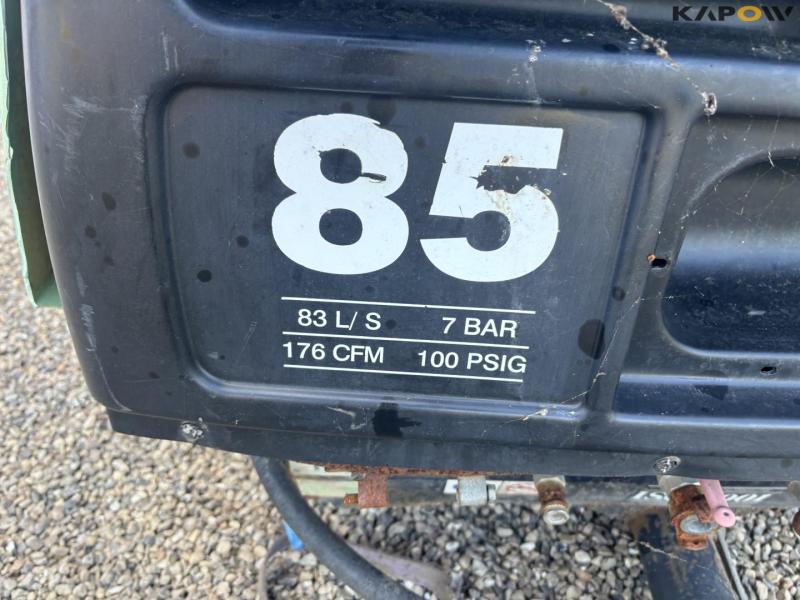 KAPOW
85
83 L/ S 7 BAR
176 CFM 100 PSIG